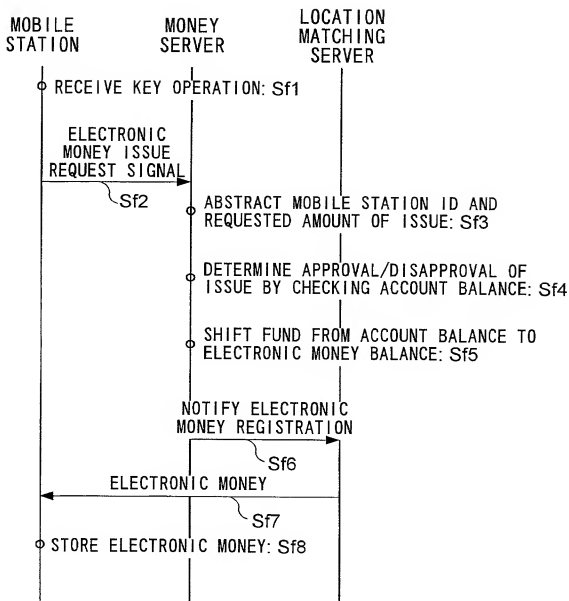 MOBILE STATION
MONEY SERVER
LOCATION MATCHING SERVER
RECEIVE KEY OPERATION: Sf1
ELECTRONIC
MONEY ISSUE
REQUEST SIGNAL
Sf2
ABSTRACT MOBILE STATION ID AND
REQUESTED AMOUNT OF ISSUE: Sf3
DETERMINE APPROVAL/DISAPPROVAL OF
ISSUE BY CHECKING ACCOUNT BALANCE: Sf4
SHIFT FUND FROM ACCOUNT BALANCE TO
ELECTRONIC MONEY BALANCE: Sf5
NOTIFY ELECTRONIC
MONEY REGISTRATION
Sf6
ELECTRONIC MONEY
Sf7
STORE ELECTRONIC MONEY: Sf8